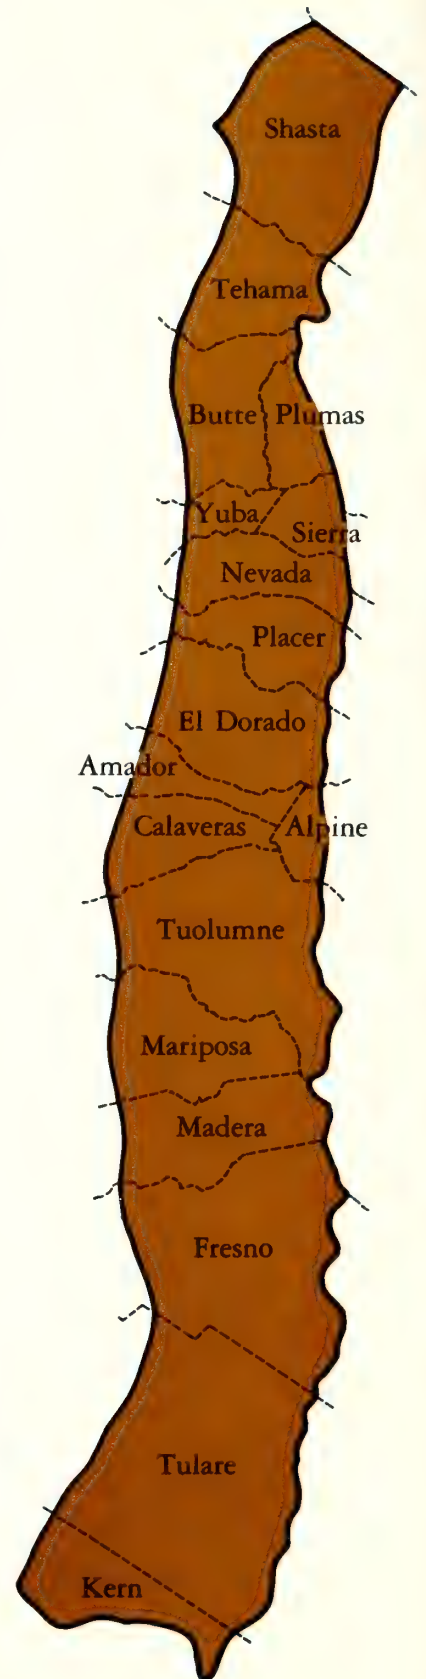 Shasta
Tehama
Butte
Plumas
Yuba
Sierra
Nevada
Placer
El Dorado
Amador
Calaveras
Alpine
Tuolumne
Mariposa
Madera
Fresno
Tulare
Kern